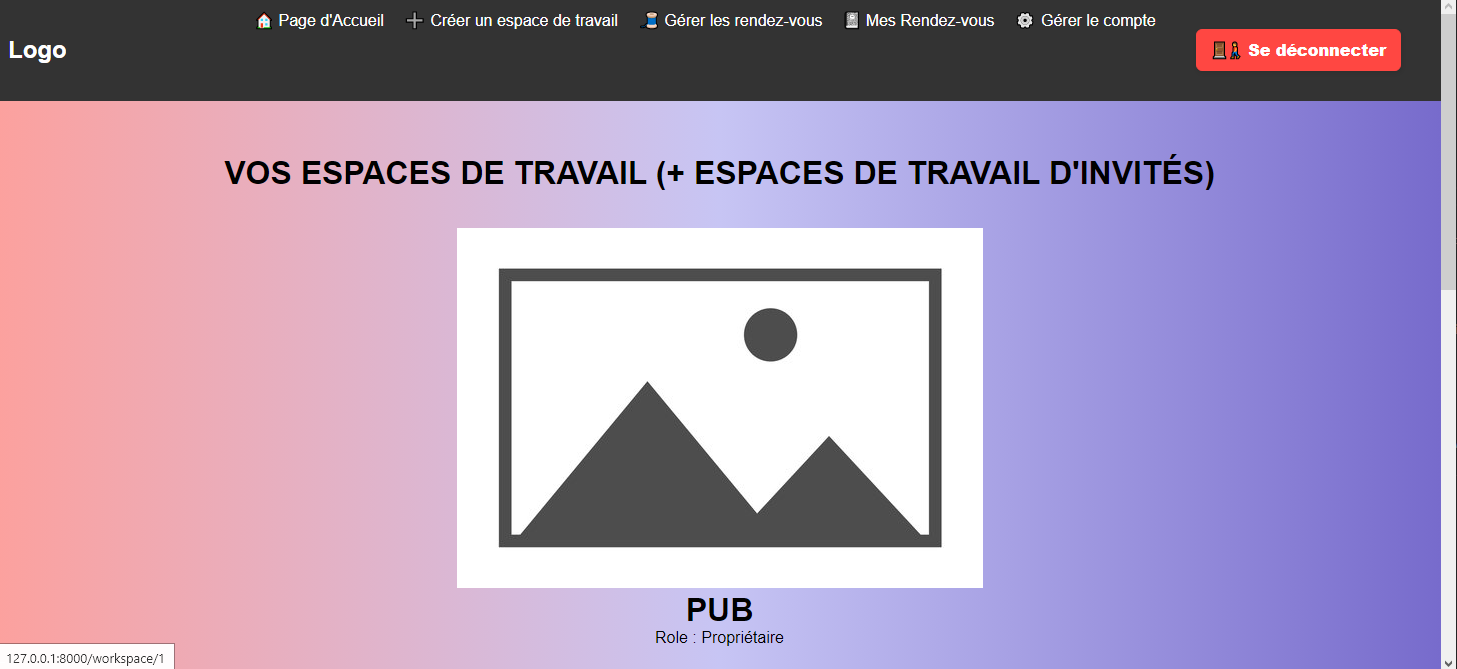 Page d'Accueil Créer un espace de travail Gérer les rendez-vous Mes Rendez-vous Gérer le compte
Logo
Se déconnecter
VOS ESPACES DE TRAVAIL (+ ESPACES DE TRAVAIL D'INVITÉS)
PUB
Role : Propriétaire
127.0.0.1:8000/workspace/1